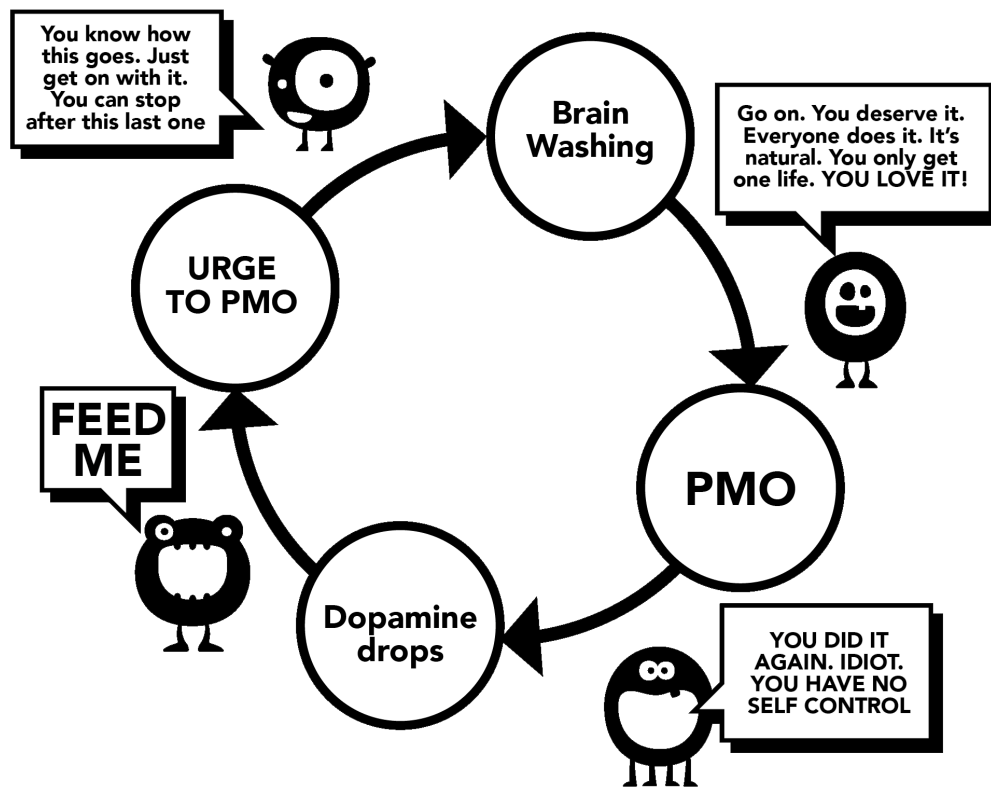 You know how
this goes. Just
get on with it.
You can stop
after this last one
Brain
Washing
Go on. You deserve it.
Everyone does it. It's
natural. You only get
one life. YOU LOVE IT!
URGE
TO PMO
FEED
ME
PMO
Dopamine
drops
YOU DID IT
AGAIN. IDIOT.
YOU HAVE NO
SELF CONTROL